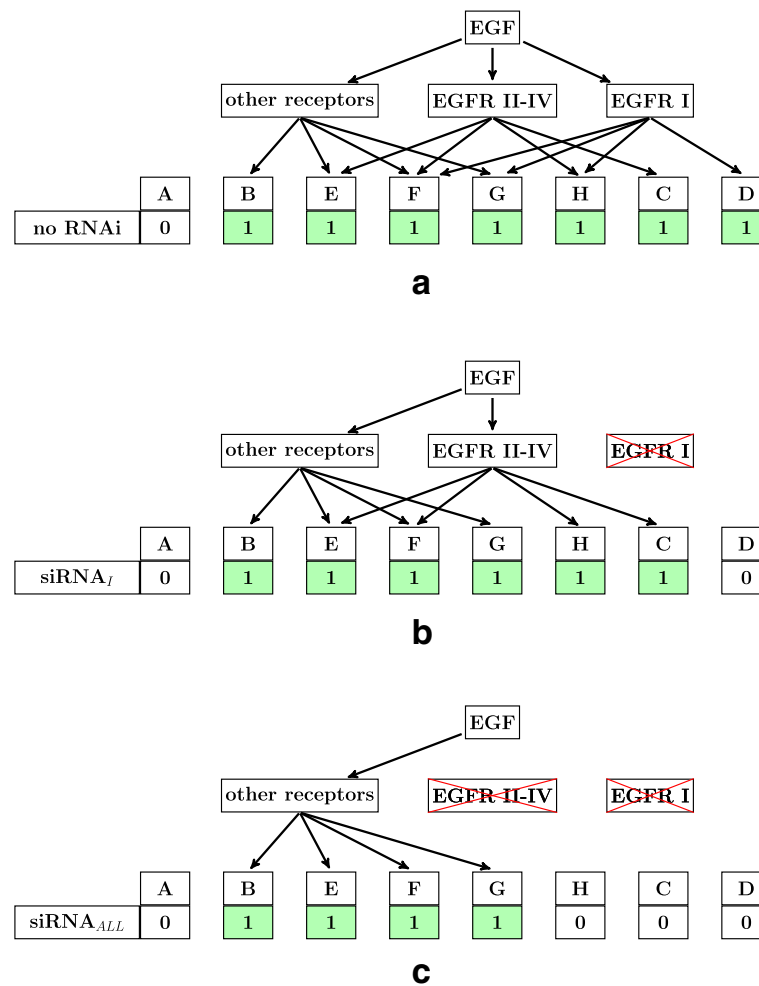 EGF
other receptors EGFR II-IV EGFR I
A B E F G H C D
no RNAi 0 1 1 1 1 1 1 1
a
EGF
other receptors EGFR II-IV EGFR I
A B E F G H C D
siRNA_I 0 1 1 1 1 1 1 0
b
EGF
other receptors EGFR II-IV EGFR I
A B E F G H C D
siRNA_ALL 0 1 1 1 1 0 0 0
c